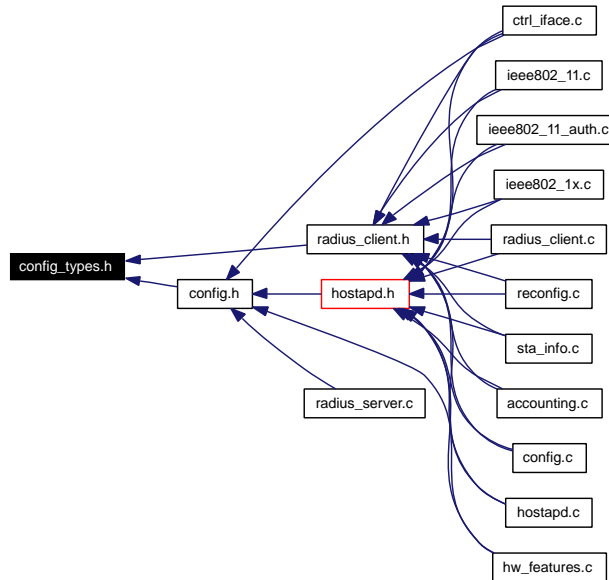 ctrl_iface.c
ieee802_11.c
ieee802_11_auth.c
ieee802_1x.c
radius_client.h
radius_client.c
config_types.h
config.h
hostapd.h
reconfig.c
sta_info.c
radius_server.c
accounting.c
config.c
hostapd.c
hw_features.c